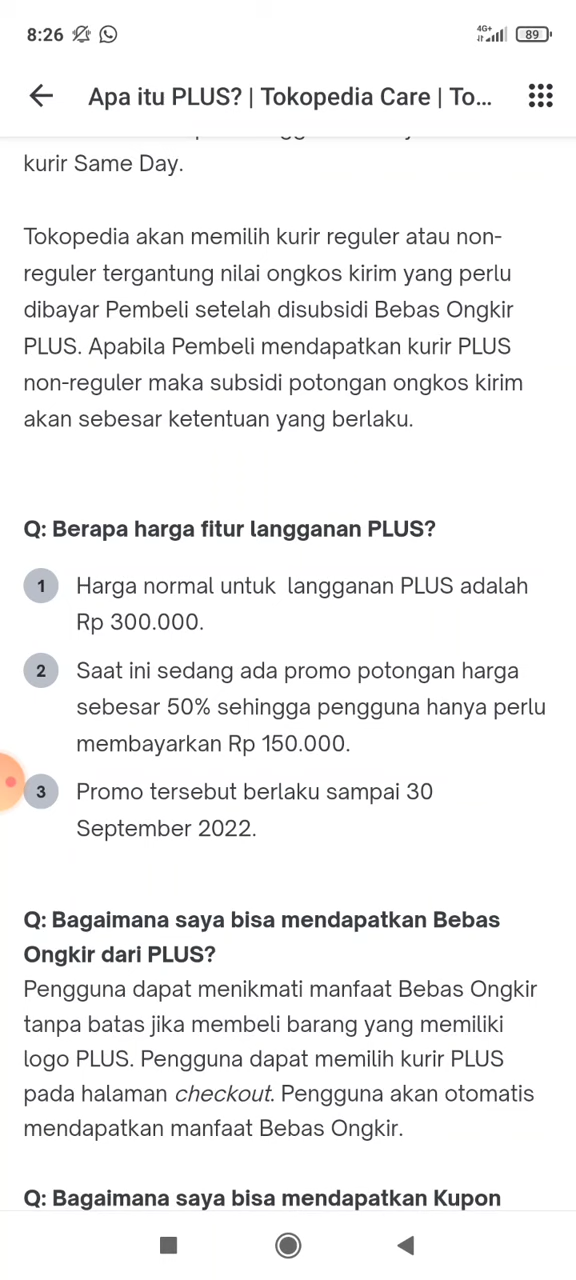 8:26
4G+
89
Apa itu PLUS? | Tokopedia Care | To...
kurir Same Day.
Tokopedia akan memilih kurir reguler atau non-
reguler tergantung nilai ongkos kirim yang perlu
dibayar Pembeli setelah disubsidi Bebas Ongkir
PLUS. Apabila Pembeli mendapatkan kurir PLUS
non-reguler maka subsidi potongan ongkos kirim
akan sebesar ketentuan yang berlaku.
Q: Berapa harga fitur langganan PLUS?
1 Harga normal untuk langganan PLUS adalah
Rp 300.000.
2 Saat ini sedang ada promo potongan harga
sebesar 50% sehingga pengguna hanya perlu
membayarkan Rp 150.000.
3 Promo tersebut berlaku sampai 30
September 2022.
Q: Bagaimana saya bisa mendapatkan Bebas
Ongkir dari PLUS?
Pengguna dapat menikmati manfaat Bebas Ongkir
tanpa batas jika membeli barang yang memiliki
logo PLUS. Pengguna dapat memilih kurir PLUS
pada halaman checkout. Pengguna akan otomatis
mendapatkan manfaat Bebas Ongkir.
Q: Bagaimana saya bisa mendapatkan Kupon